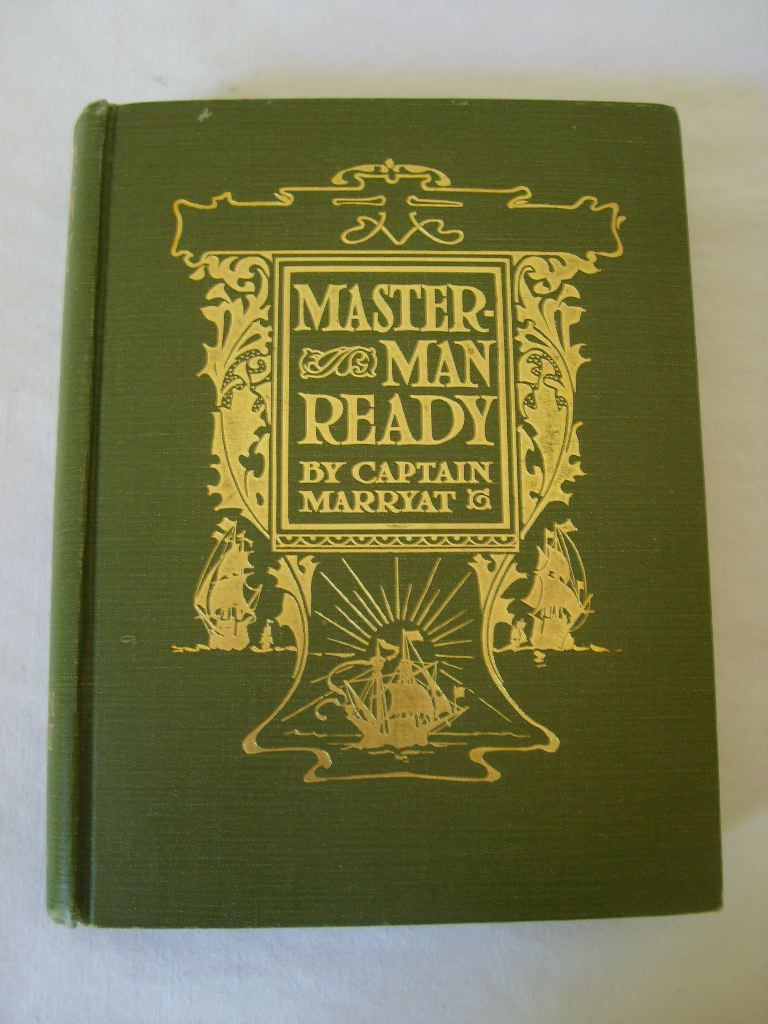 MASTER-
MAN
READY
BY CAPTAIN
MARRYAT